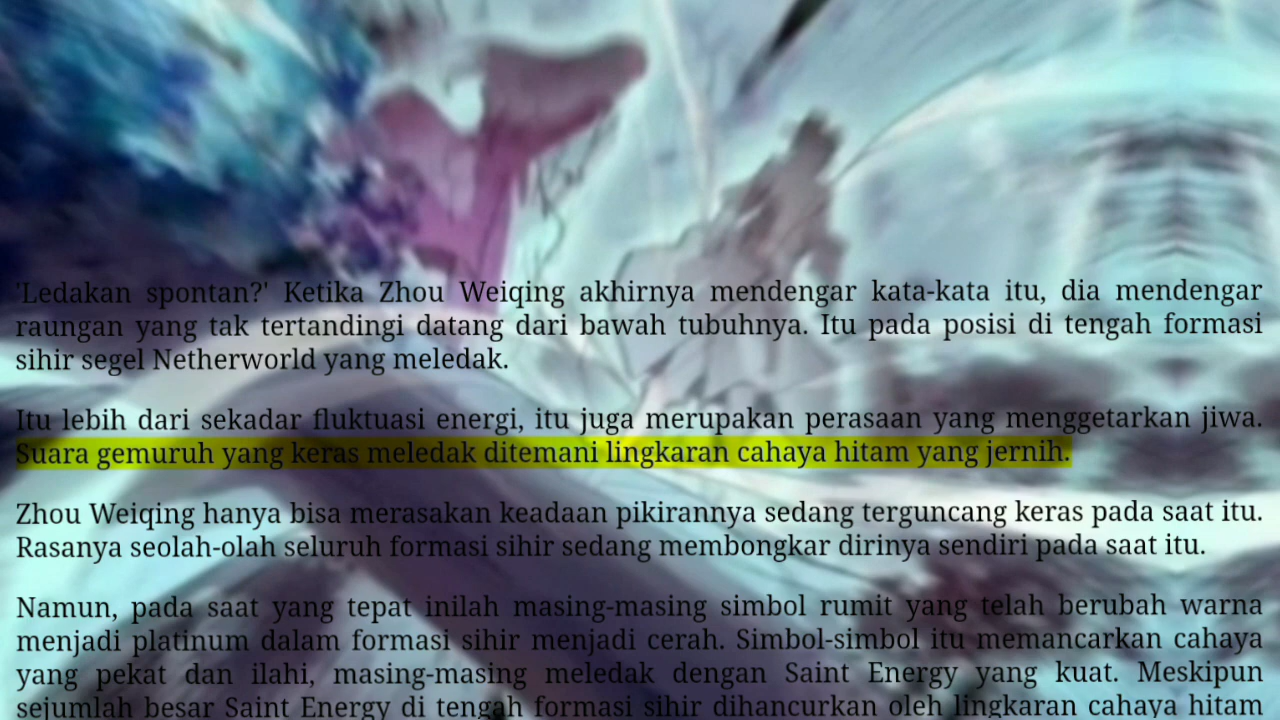 'Ledakan spontan?' Ketika Zhou Weiqing akhirnya mendengar kata-kata itu, dia mendengar
raungan yang tak tertandingi datang dari bawah tubuhnya. Itu pada posisi di tengah formasi
sihir segel Netherworld yang meledak.
Itu lebih dari sekadar fluktuasi energi, itu juga merupakan perasaan yang menggetarkan jiwa.
Suara gemuruh yang keras meledak ditemani lingkaran cahaya hitam yang jernih.
Zhou Weiqing hanya bisa merasakan keadaan pikirannya sedang terguncang keras pada saat itu.
Rasanya seolah-olah seluruh formasi sihir sedang membongkar dirinya sendiri pada saat itu.
Namun, pada saat yang tepat inilah masing-masing simbol rumit yang telah berubah warna
menjadi platinum dalam formasi sihir menjadi cerah. Simbol-simbol itu memancarkan cahaya
yang pekat dan ilahi, masing-masing meledak dengan Saint Energy yang kuat. Meskipun
sejumlah besar Saint Energy di tengah formasi sihir dihancurkan oleh lingkaran cahaya hitam